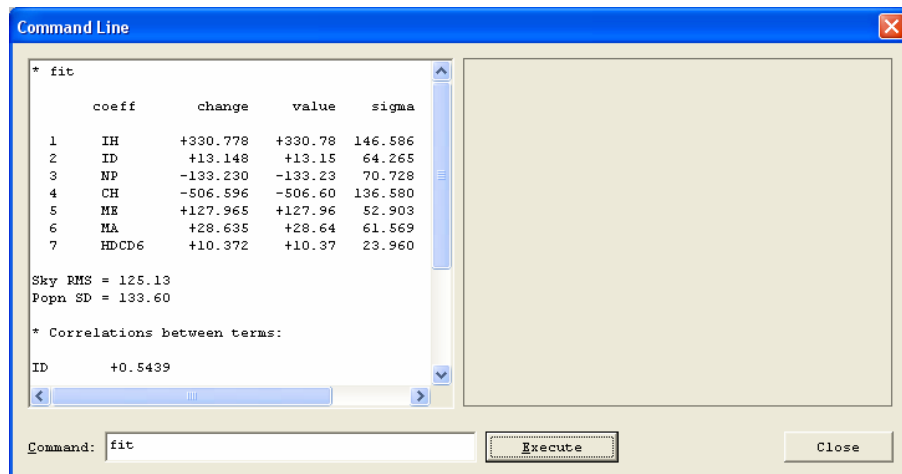 Command Line
* fit
coeff change value sigma
1 IH +330.778 +330.78 146.586
2 ID +13.148 +13.15 64.265
3 NP -133.230 -133.23 70.728
4 CH -506.596 -506.60 136.580
5 ME +127.965 +127.96 52.903
6 MA +28.635 +28.64 61.569
7 HDCD6 +10.372 +10.37 23.960
Sky RMS = 125.13
Popn SD = 133.60
* Correlations between terms:
ID +0.5439
Command: fit Execute Close